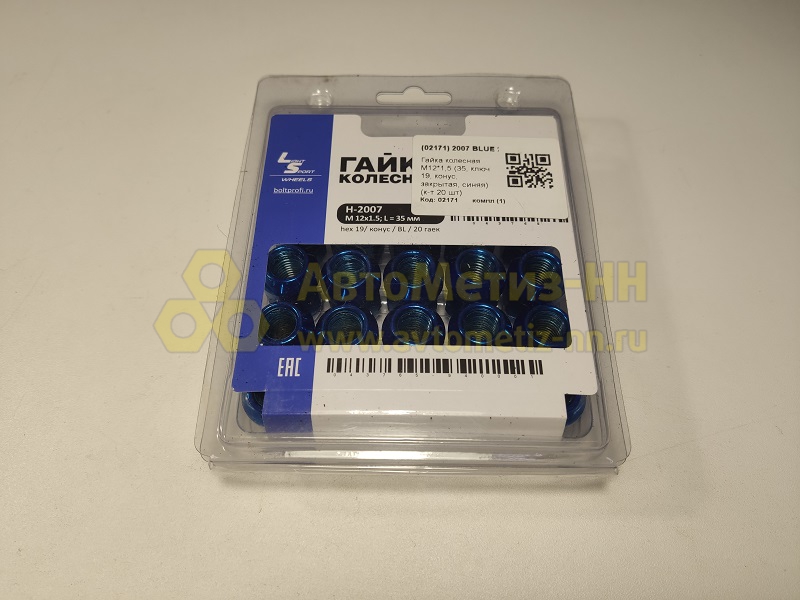 LIGHT
SPORT
WHEELS
boltprofi.ru
ГАЙК
КОЛЕСН
H-2007
M 12x1.5; L = 35 мм
hex 19/ конус / BL / 20 гаек
(02171) 2007 BLUE :
Гайка колесная
M12*1,5 (35, ключ
19, конус,
закрытая, синяя)
(к-т 20 шт)
Код: 02171 компл (1)
АвтоМетиз-НН
www.avtometiz-nn.ru
EAC